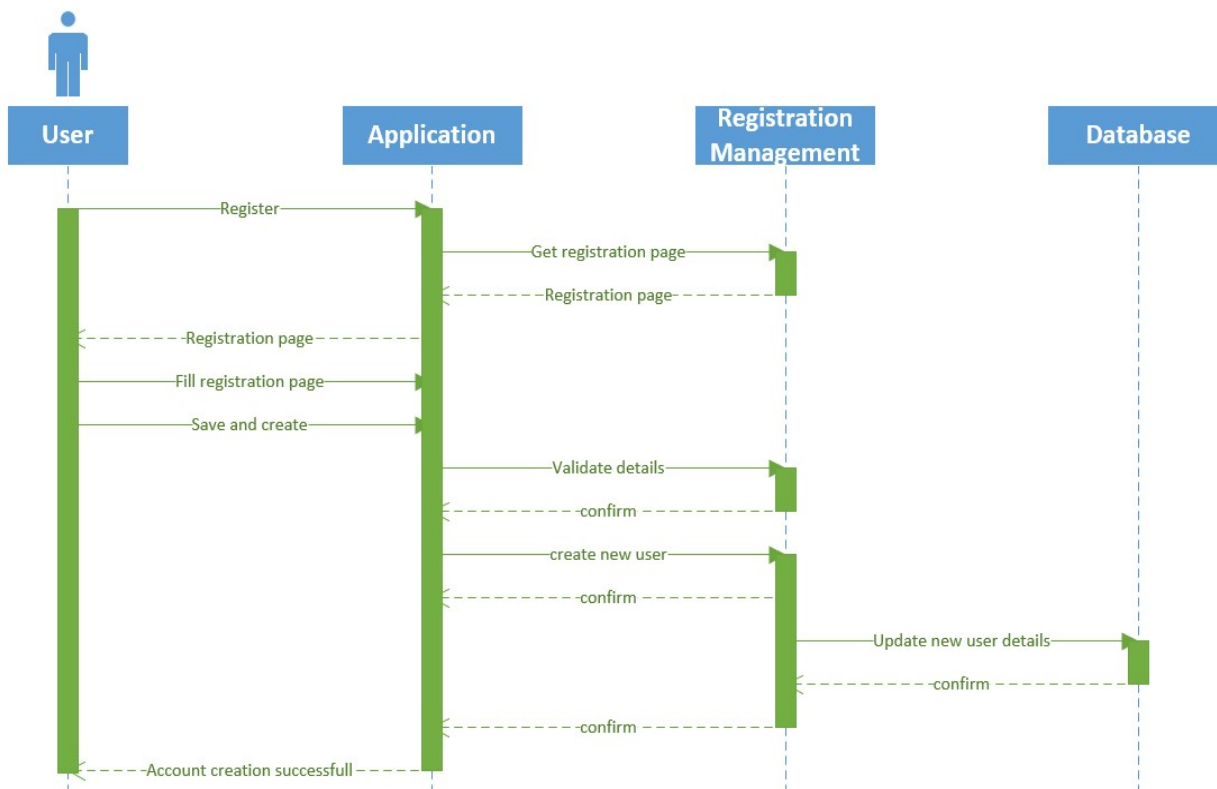 User
Application
Registration
Management
Database
Register
Get registration page
Registration page
Registration page
Fill registration page
Save and create
Validate details
confirm
create new user
confirm
Update new user details
confirm
confirm
Account creation successfull